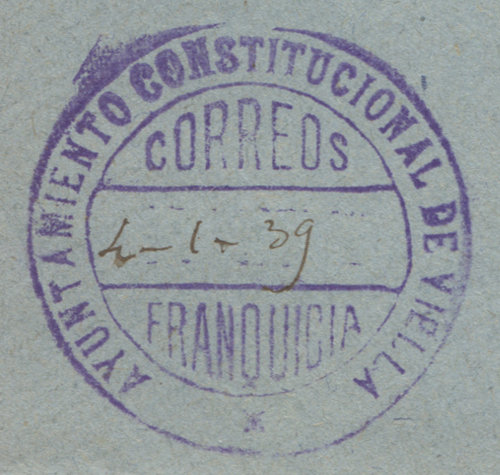 AYUNTAMIENTO CONSTITUCIONAL DE VIELLA
CORREOS
4-1-39
FRANQUICIA